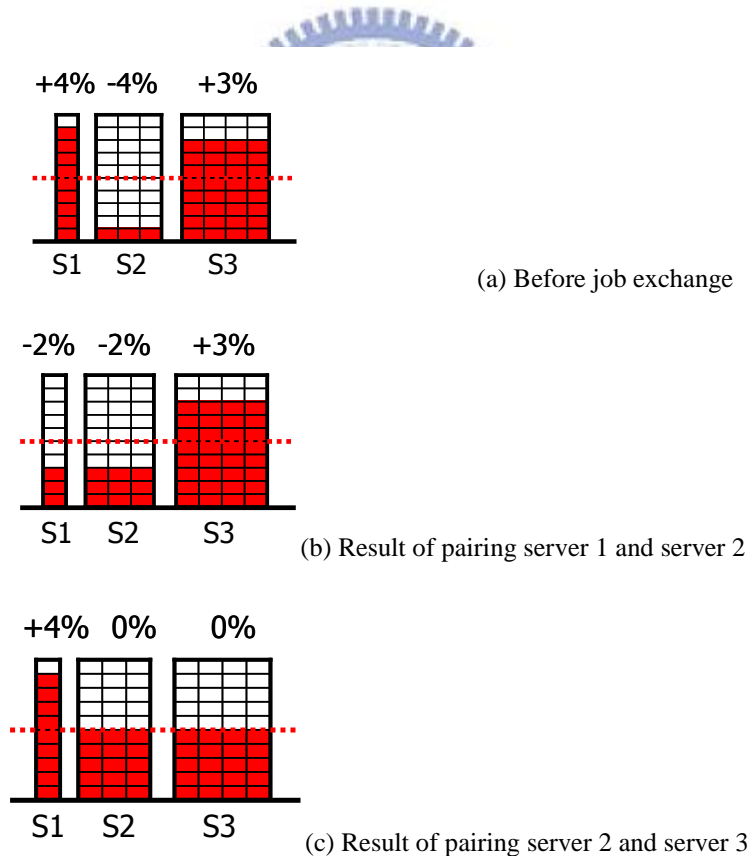 +4% -4% +3%
S1 S2 S3
(a) Before job exchange
-2% -2% +3%
S1 S2 S3
(b) Result of pairing server 1 and server 2
+4% 0% 0%
S1 S2 S3
(c) Result of pairing server 2 and server 3